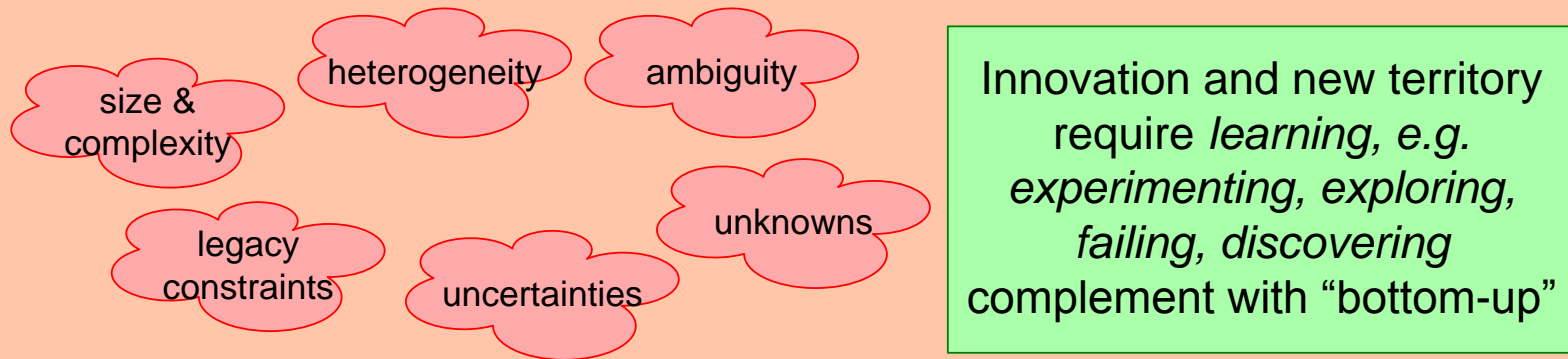 size &
complexity
heterogeneity
ambiguity
legacy
constraints
uncertainties
unknowns
Innovation and new territory
require learning, e.g.
experimenting, exploring,
failing, discovering
complement with “bottom-up”